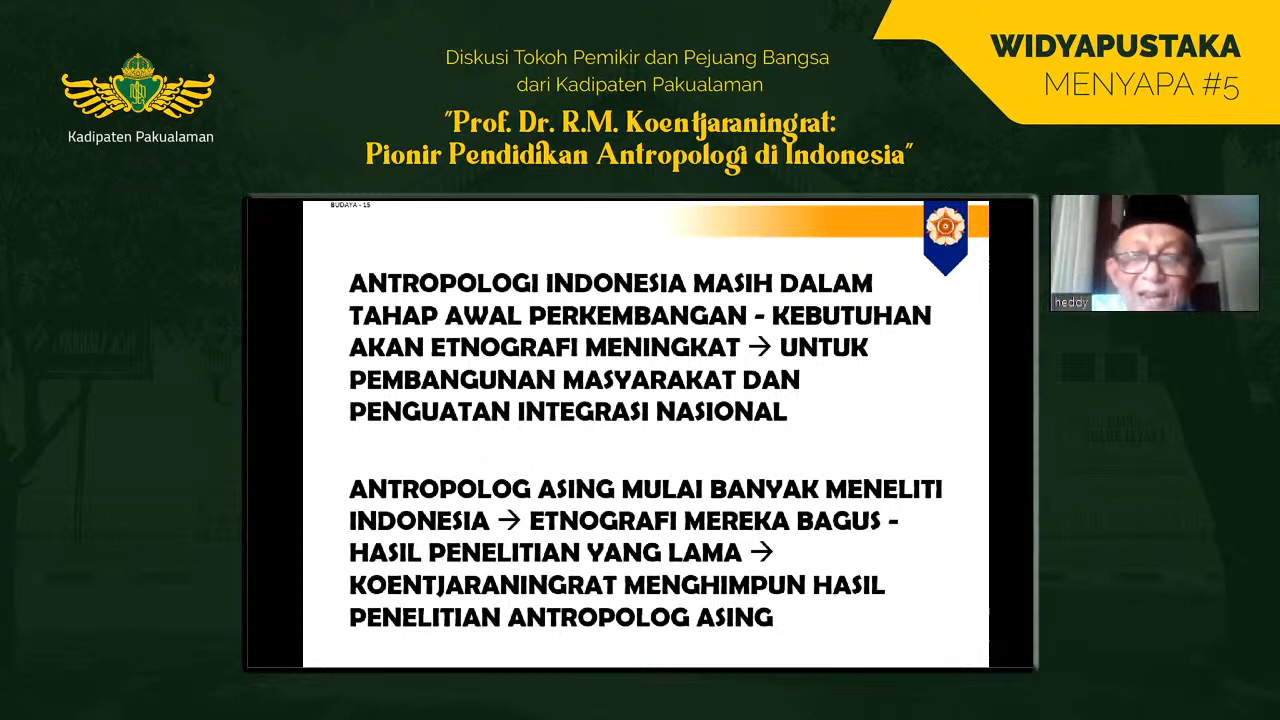 Diskusi Tokoh Pemikir dan Pejuang Bangsa
dari Kadipaten Pakualaman
"Prof. Dr. R.M. Koentjaraningrat:
Pionir Pendidikan Antropologi di Indonesia"
WIDYAPUSTAKA
MENYAPA #5
Kadipaten Pakualaman
BUDAYA - 15
ANTROPOLOGI INDONESIA MASIH DALAM
TAHAP AWAL PERKEMBANGAN - KEBUTUHAN
AKAN ETNOGRAFI MENINGKAT → UNTUK
PEMBANGUNAN MASYARAKAT DAN
PENGUATAN INTEGRASI NASIONAL
ANTROPOLOG ASING MULAI BANYAK MENELITI
INDONESIA → ETNOGRAFI MEREKA BAGUS -
HASIL PENELITIAN YANG LAMA →
KOENTJARANINGRAT MENGHIMPUN HASIL
PENELITIAN ANTROPOLOG ASING
heddy